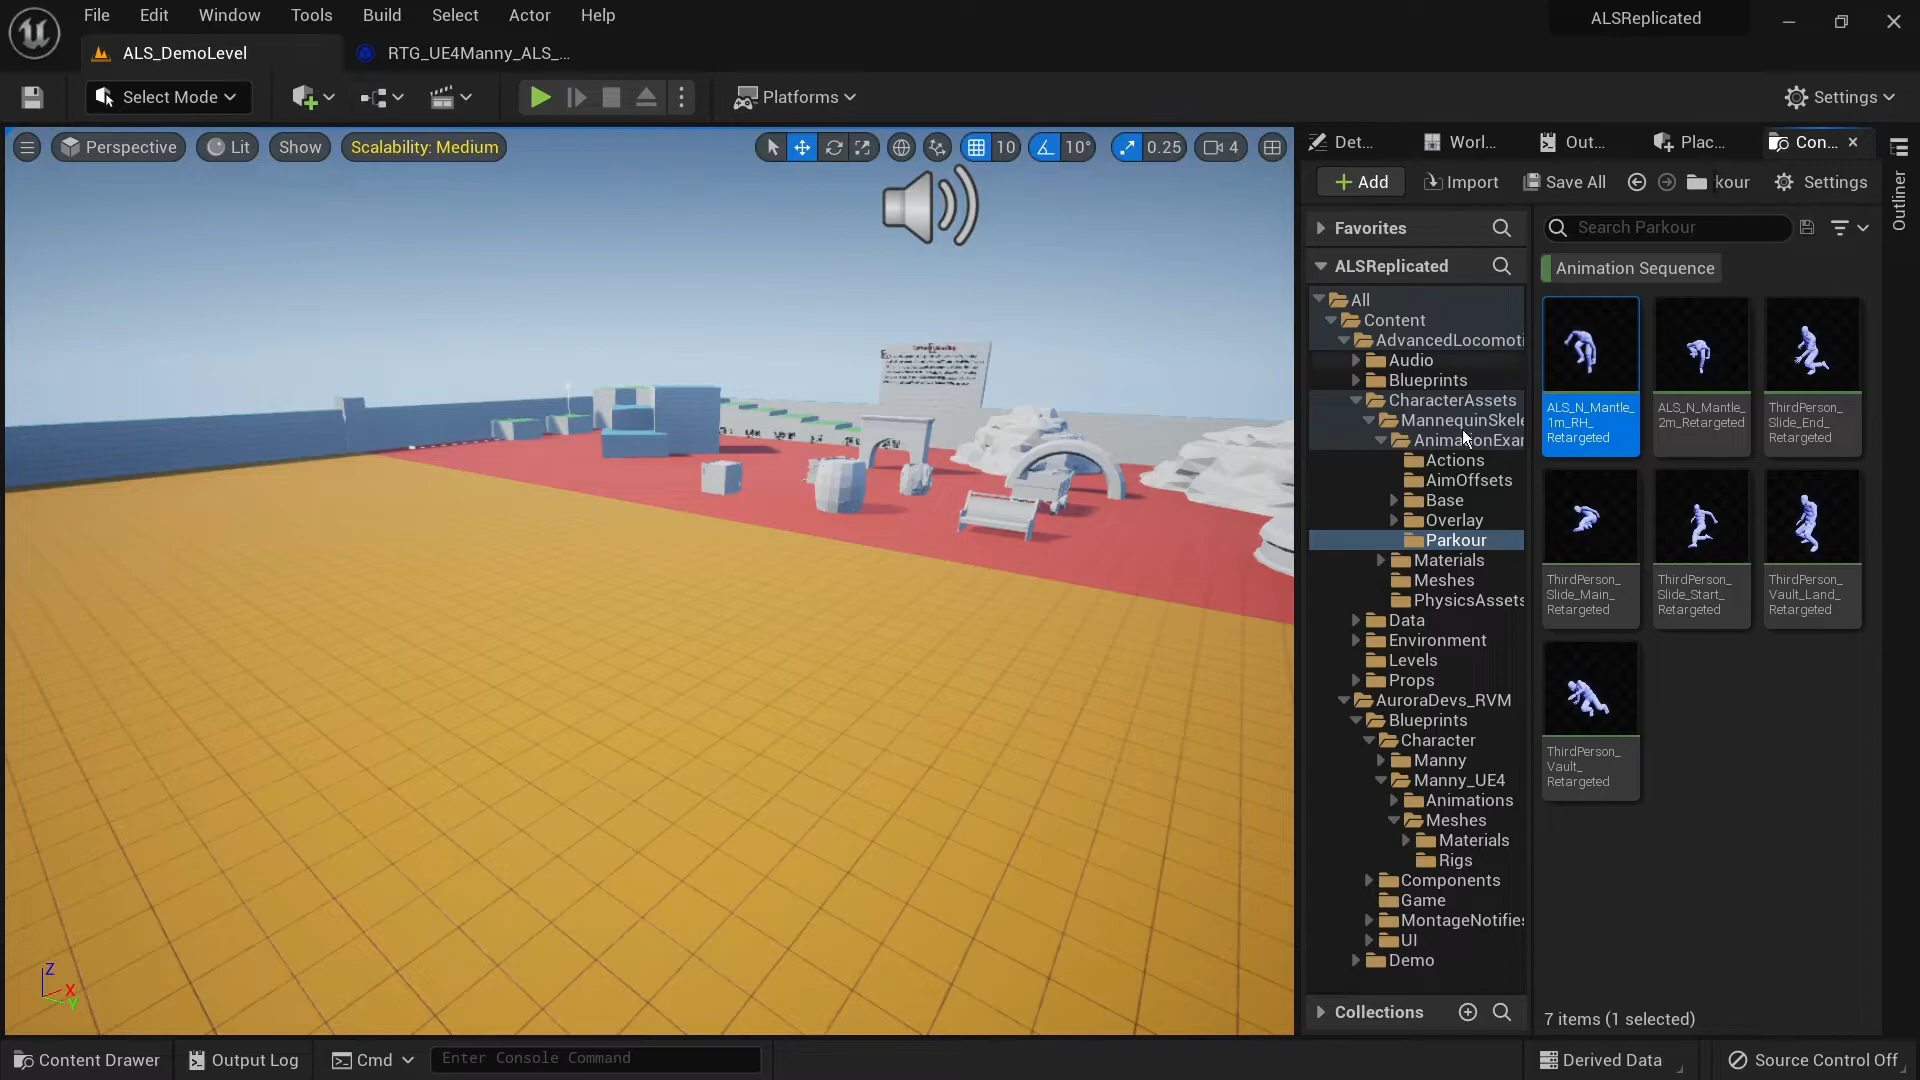 File Edit Window Tools Build Select Actor Help
ALSReplicated
ALS_DemoLevel
RTG_UE4Manny_ALS_...
Select Mode
Platforms
Settings
Perspective
Lit
Show
Scalability: Medium
10
10°
0.25
4
Det...
Worl...
Out...
Plac...
Con...
Add
Import
Save All
kour
Settings
Outliner
Favorites
ALSReplicated
All
Content
AdvancedLocomoti
Audio
Blueprints
CharacterAssets
MannequinSkele
AnimationExar
Actions
AimOffsets
Base
Overlay
Parkour
Materials
Meshes
PhysicsAssets
Data
Environment
Levels
Props
AuroraDevs_RVM
Blueprints
Character
Manny
Manny_UE4
Animations
Meshes
Materials
Rigs
Components
Game
MontageNotifies
UI
Demo
Collections
Search Parkour
Animation Sequence
ALS_N_Mantle_
1m_RH_
Retargeted
ALS_N_Mantle_
2m_Retargeted
ThirdPerson_
Slide_End_
Retargeted
ThirdPerson_
Slide_Main_
Retargeted
ThirdPerson_
Slide_Start_
Retargeted
ThirdPerson_
Vault_Land_
Retargeted
ThirdPerson_
Vault_
Retargeted
7 items (1 selected)
Z
X
Y
Content Drawer
Output Log
Cmd
Enter Console Command
Derived Data
Source Control Off